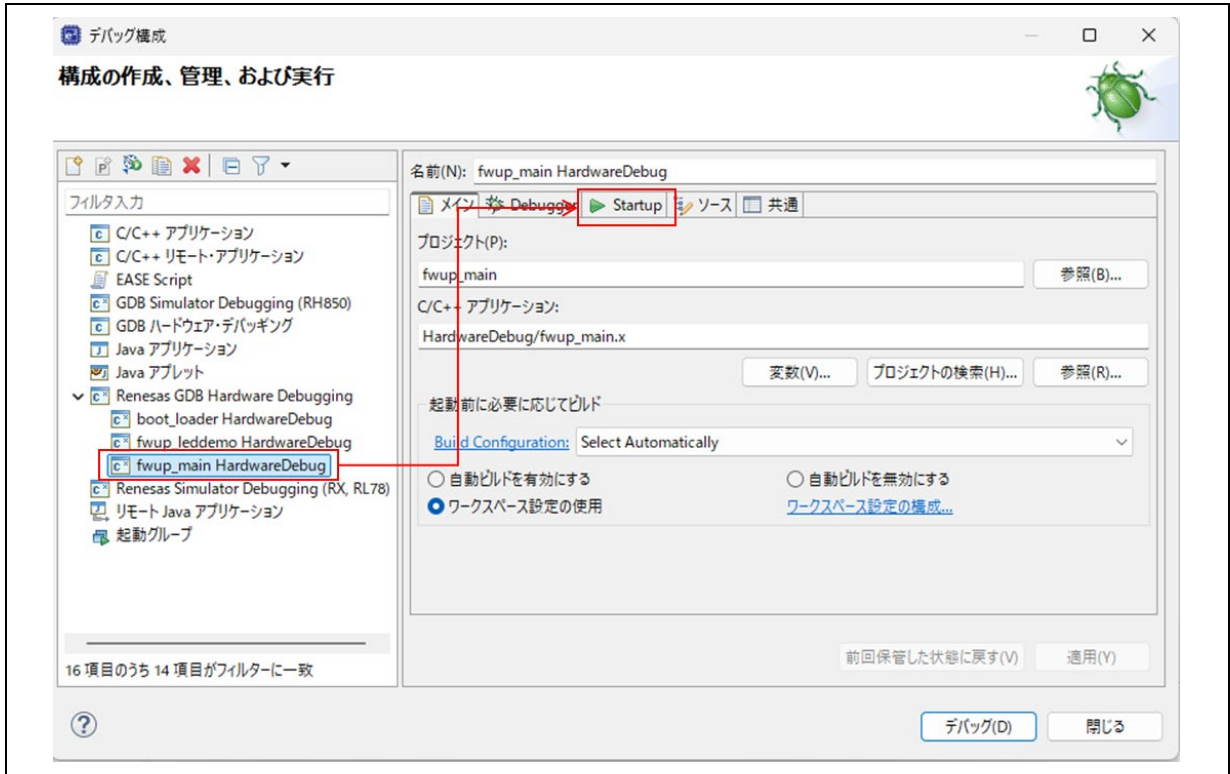 デバッグ構成
構成の作成、管理、および実行
フィルタ入力
C/C++ アプリケーション
C/C++ リモート・アプリケーション
EASE Script
GDB Simulator Debugging (RH850)
GDB ハードウェア・デバッギング
Java アプリケーション
Java アプレット
Renesas GDB Hardware Debugging
boot_loader HardwareDebug
fwup_leddemo HardwareDebug
fwup_main HardwareDebug
Renesas Simulator Debugging (RX, RL78)
リモート Java アプリケーション
起動グループ
16 項目のうち 14 項目がフィルターに一致
名前(N): fwup_main HardwareDebug
メイン Debugger Startup ソース 共通
プロジェクト(P):
fwup_main 参照(B)...
C/C++ アプリケーション:
HardwareDebug/fwup_main.x
変数(V)... プロジェクトの検索(H)... 参照(R)...
起動前に必要に応じてビルド
Build Configuration: Select Automatically
自動ビルドを有効にする 自動ビルドを無効にする
ワークスペース設定の使用 ワークスペース設定の構成...
前回保管した状態に戻す(V) 適用(Y)
デバッグ(D) 閉じる